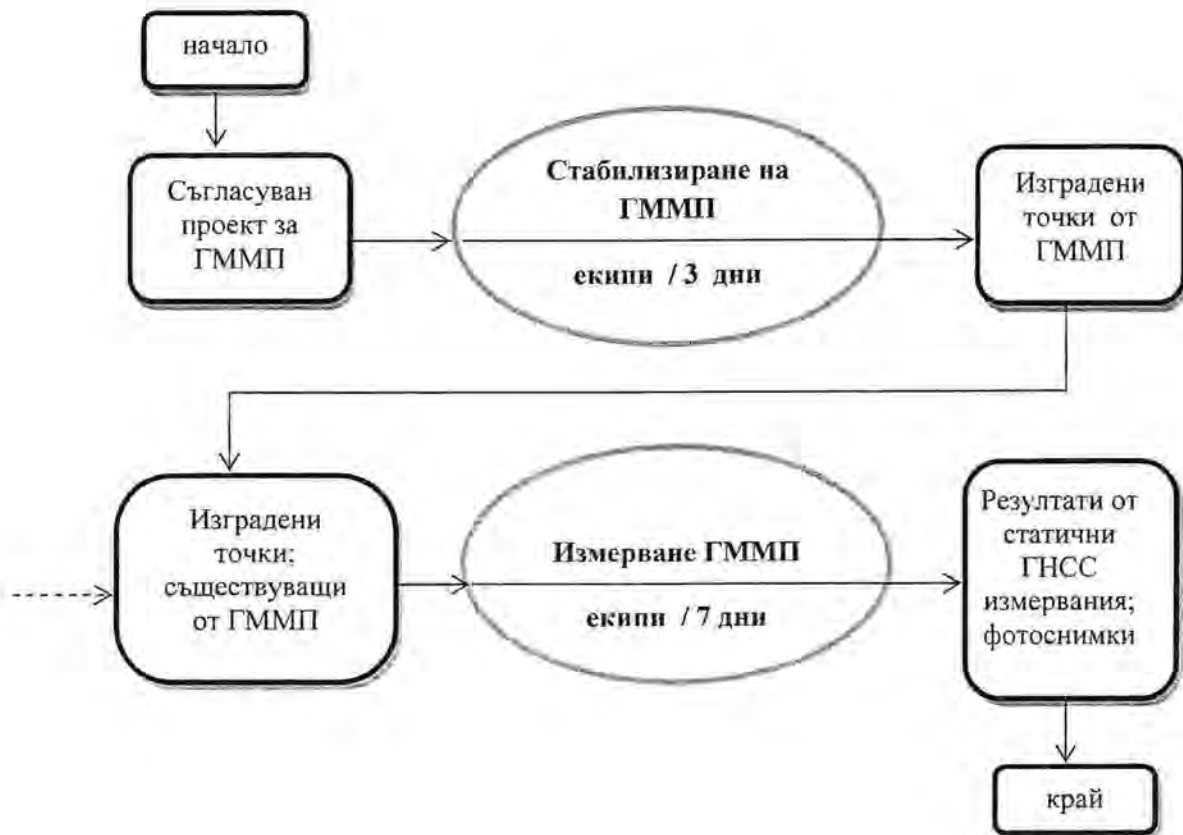 начало
Съгласуван
проект за
ГММП
Стабилизиране на
ГММП
екипи / 3 дни
Изградени
точки от
ГММП
Изградени
точки;
съществуващи
от ГММП
Измерване ГММП
екипи / 7 дни
Резултати от
статични
ГНСС
измервания;
фотоснимки
край